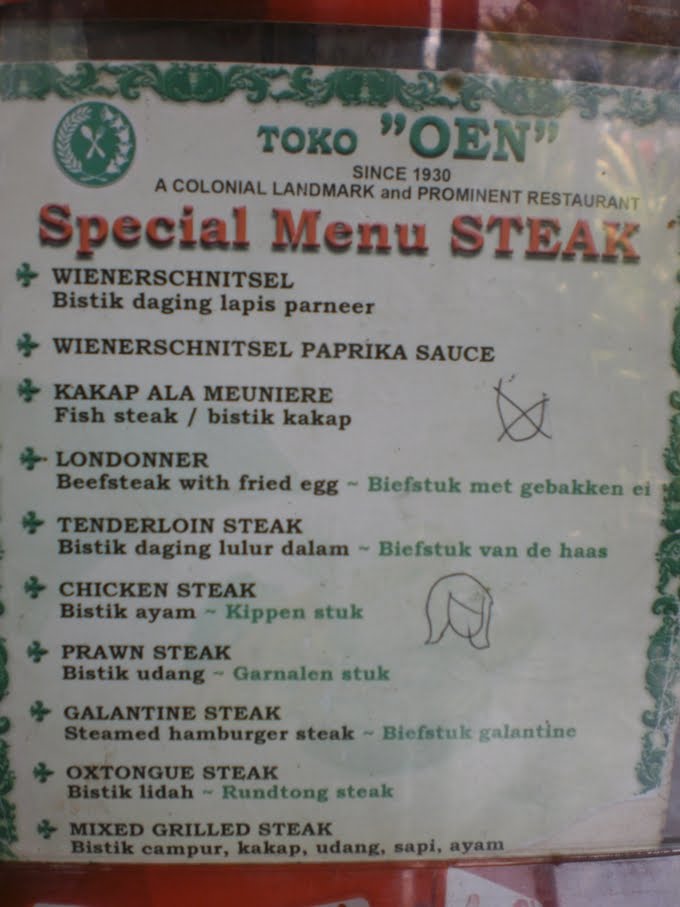 TOKO "OEN"
SINCE 1930
A COLONIAL LANDMARK and PROMINENT RESTAURANT
Special Menu STEAK
WIENERSCHNITSEL
Bistik daging lapis parneer
WIENERSCHNITSEL PAPRIKA SAUCE
KAKAP ALA MEUNIERE
Fish steak / bistik kakap
LONDONNER
Beefsteak with fried egg ~ Biefstuk met gebakken ei
TENDERLOIN STEAK
Bistik daging lulur dalam ~ Biefstuk van de haas
CHICKEN STEAK
Bistik ayam ~ Kippen stuk
PRAWN STEAK
Bistik udang ~ Garnalen stuk
GALANTINE STEAK
Steamed hamburger steak ~ Biefstuk galantine
OXTONGUE STEAK
Bistik lidah ~ Rundtong steak
MIXED GRILLED STEAK
Bistik campur, kakap, udang, sapi, ayam